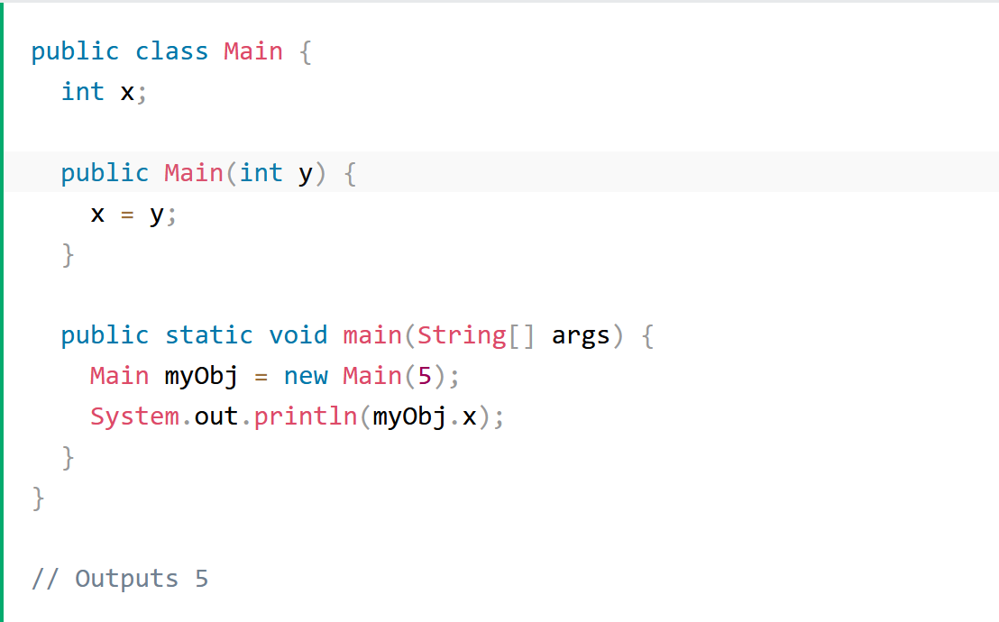 public class Main {
  int x;

  public Main(int y) {
    x = y;
  }

  public static void main(String[] args) {
    Main myObj = new Main(5);
    System.out.println(myObj.x);
  }
}

// Outputs 5